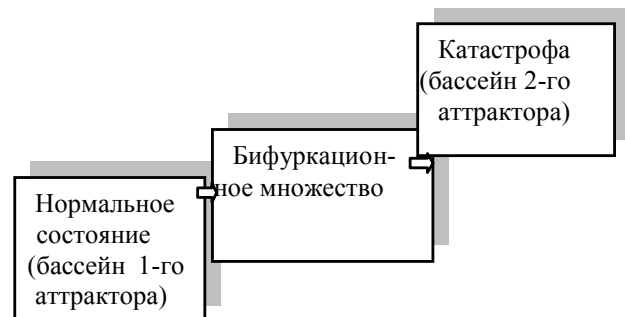 Катастрофа
(бассейн 2-го
аттрактора)
Бифуркацион-
ное множество
Нормальное
состояние
(бассейн 1-го
аттрактора)